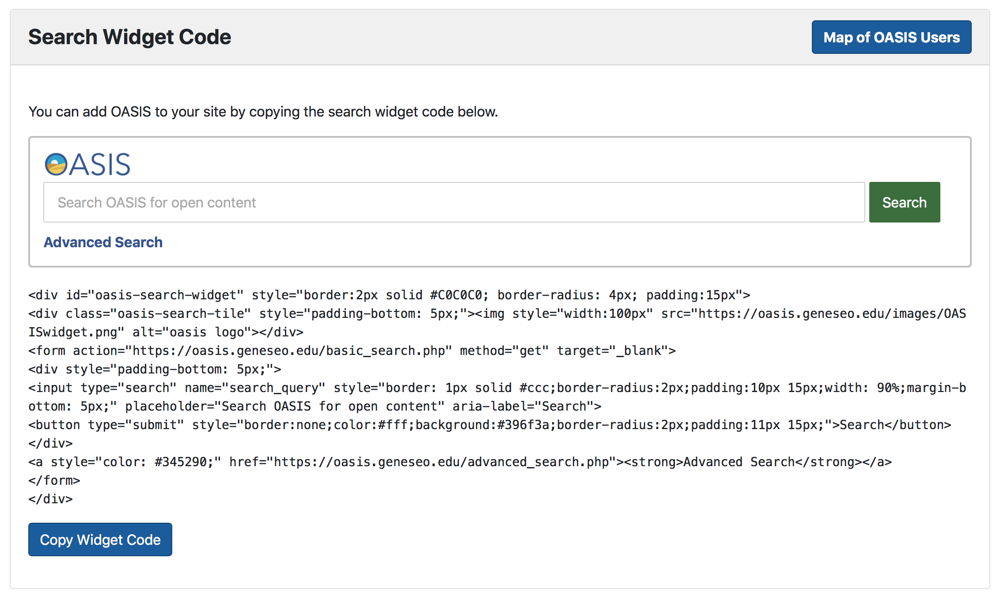 Search Widget Code
Map of OASIS Users
You can add OASIS to your site by copying the search widget code below.
OASIS
Search OASIS for open content
Search
Advanced Search
<div id="oasis-search-widget" style="border:2px solid #C0C0C0; border-radius: 4px; padding:15px">
<div class="oasis-search-tile" style="padding-bottom: 5px;"><img style="width:100px" src="https://oasis.geneseo.edu/images/OAS
ISwidget.png" alt="oasis logo"></div>
<form action="https://oasis.geneseo.edu/basic_search.php" method="get" target="_blank">
<div style="padding-bottom: 5px;">
<input type="search" name="search_query" style="border: 1px solid #ccc;border-radius:2px;padding:10px 15px;width: 90%;margin-b
ottom: 5px;" placeholder="Search OASIS for open content" aria-label="Search">
<button type="submit" style="border:none;color:#fff;background:#396f3a;border-radius:2px;padding:11px 15px;">Search</button>
</div>
<a style="color: #345290;" href="https://oasis.geneseo.edu/advanced_search.php"><strong>Advanced Search</strong></a>
</form>
</div>
Copy Widget Code